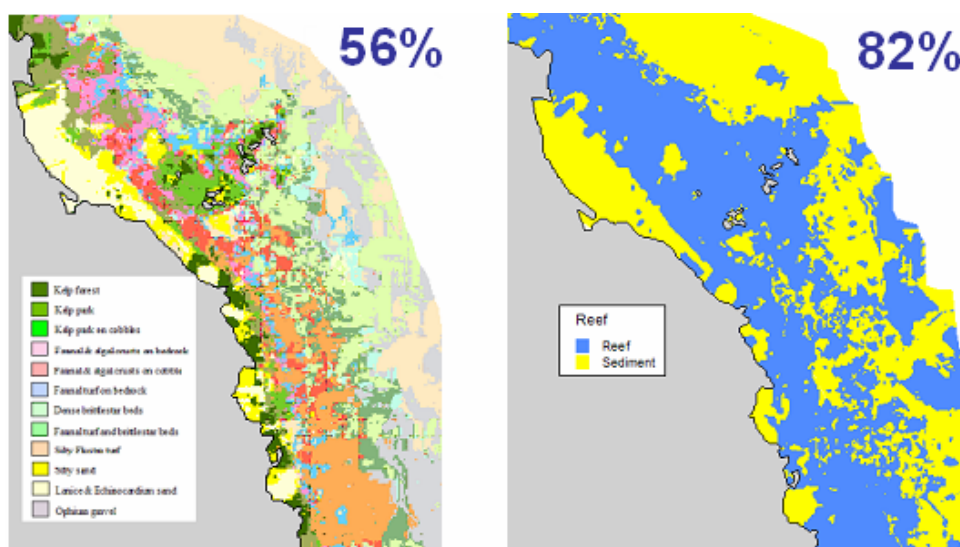 56%
82%
Kelp forest
Kelp park
Kelp park on cobbles
Faunal & algal crusts on bedrock
Faunal & algal crusts on cobble
Faunal turf on bedrock
Dense brittlestar beds
Faunal turf and brittlestar beds
Silty Flustra turf
Silty sand
Lanice & Echinocardium sand
Ophiura gravel
Reef
Reef
Sediment